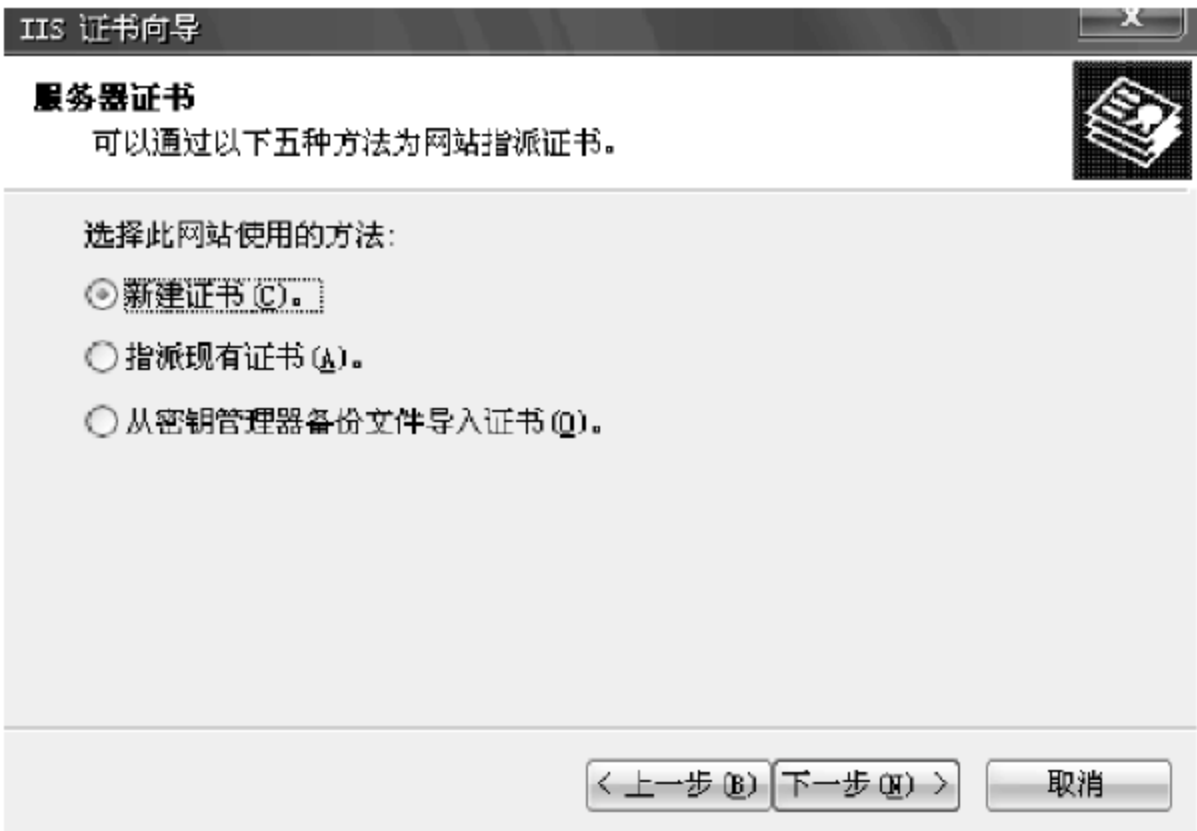 IIS 证书向导
服务器证书
可以通过以下五种方法为网站指派证书。
选择此网站使用的方法:
新建证书(C)。
指派现有证书(A)。
从密钥管理器备份文件导入证书(O)。
< 上一步(B) 下一步(N) > 取消